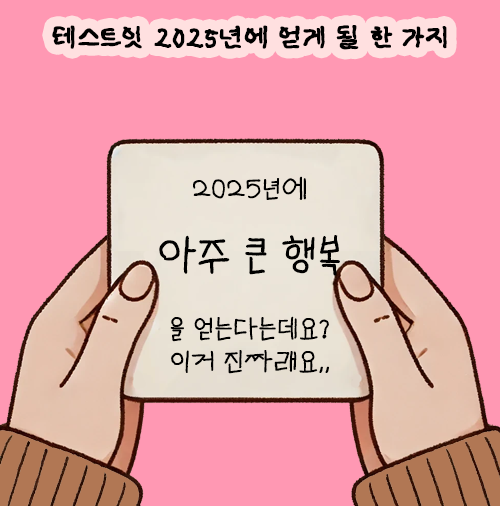 테스트잇 2025년에 얻게 될 한 가지
2025년에
아주 큰 행복
을 얻는다는데요?
이거 진짜래요,,